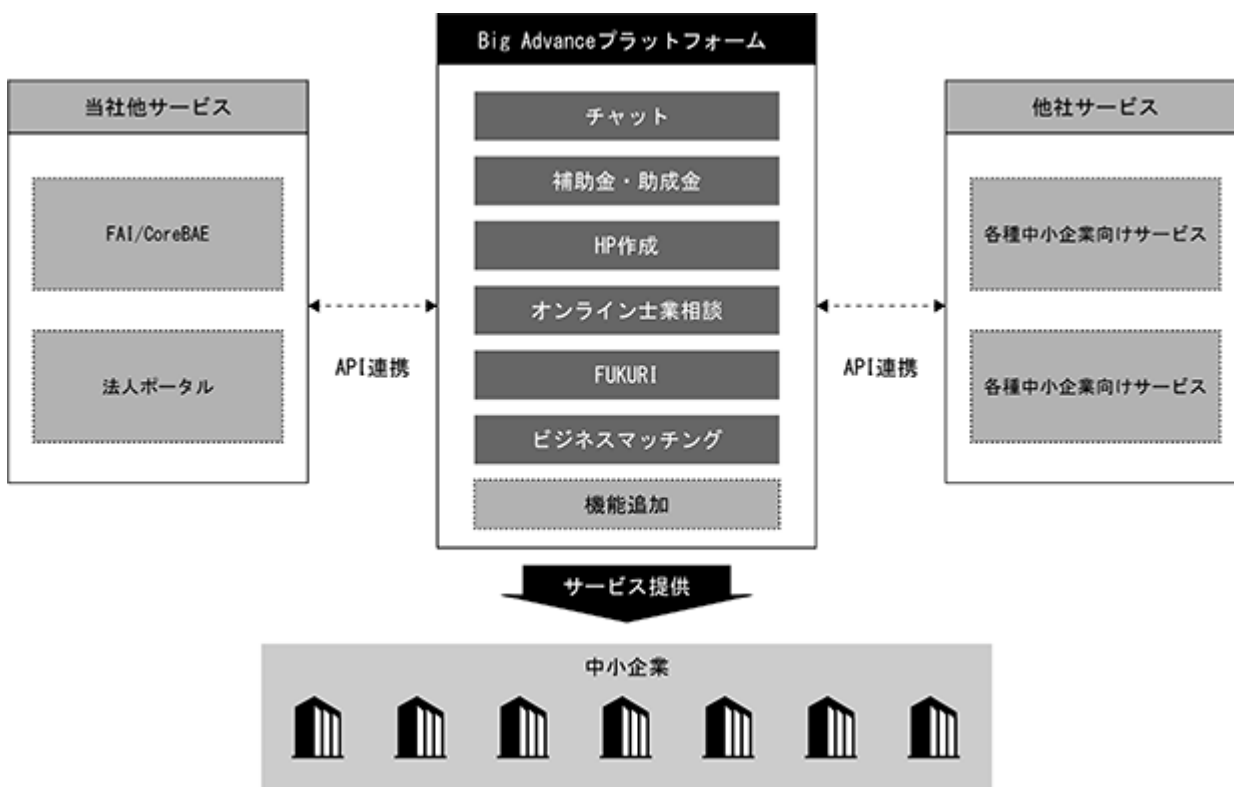 Big Advanceプラットフォーム
チャット
補助金・助成金
HP作成
オンライン士業相談
FUKURI
ビジネスマッチング
機能追加
当社他サービス
FAI/CoreBAE
法人ポータル
API連携
他社サービス
各種中小企業向けサービス
各種中小企業向けサービス
API連携
サービス提供
中小企業